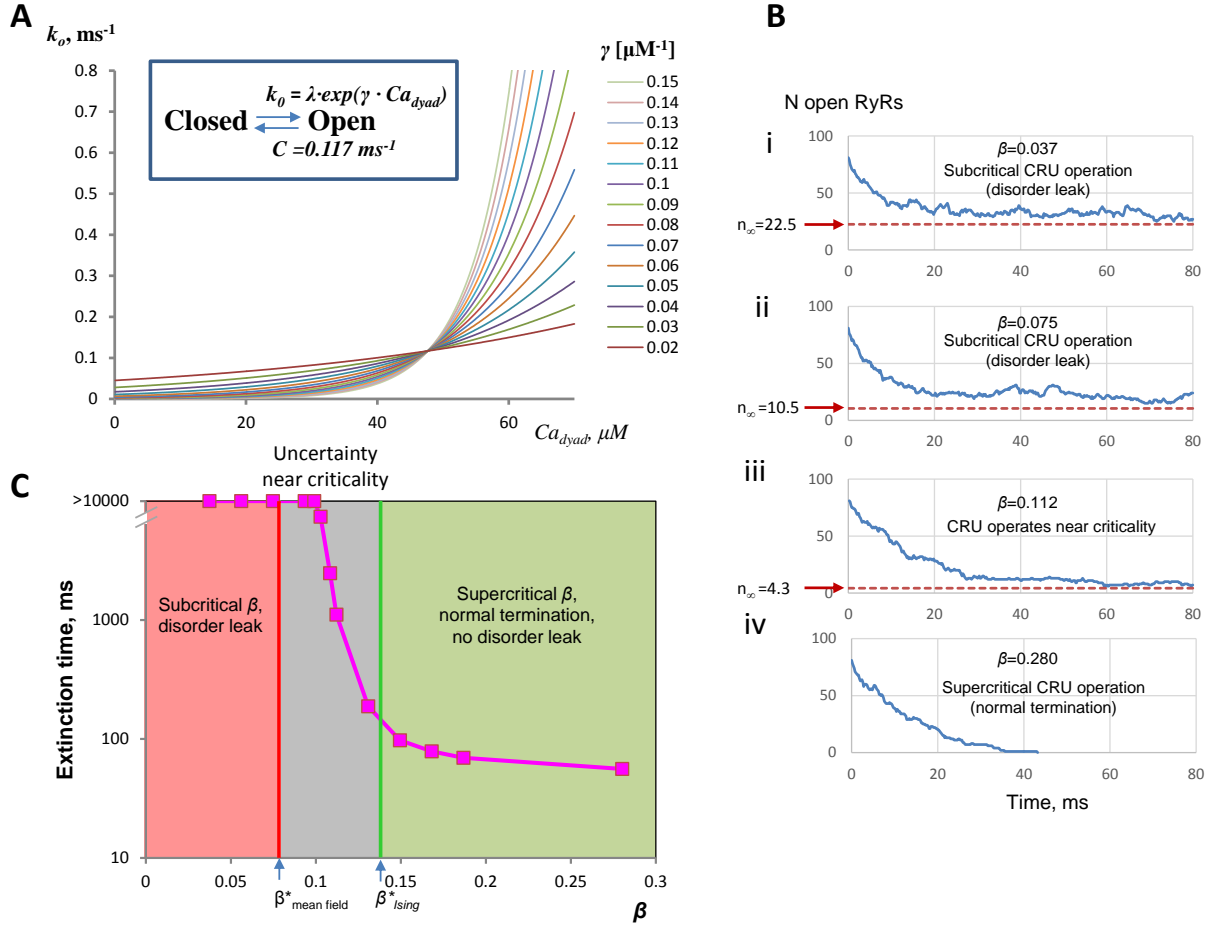 A
k₀, ms⁻¹
0.8
0.7
0.6
0.5
0.4
0.3
0.2
0.1
0
0
20
40
60
Ca_dyad, μM
k₀ = λ·exp(γ · Ca_dyad)
Closed
Open
C =0.117 ms⁻¹
γ [μM⁻¹]
0.15
0.14
0.13
0.12
0.11
0.1
0.09
0.08
0.07
0.06
0.05
0.04
0.03
0.02
B
N open RyRs
i
100
50
0
β=0.037
Subcritical CRU operation
(disorder leak)
n∞=22.5
0
20
40
60
80
ii
100
50
0
β=0.075
Subcritical CRU operation
(disorder leak)
n∞=10.5
0
20
40
60
80
iii
100
50
0
β=0.112
CRU operates near criticality
n∞=4.3
0
20
40
60
80
iv
100
50
0
β=0.280
Supercritical CRU operation
(normal termination)
0
20
40
60
80
Time, ms
C
Uncertainty
near criticality
Extinction time, ms
>10000
1000
100
10
Subcritical β,
disorder leak
Supercritical β,
normal termination,
no disorder leak
0
0.05
0.1
0.15
0.2
0.25
0.3
β*mean field
β*Ising
β